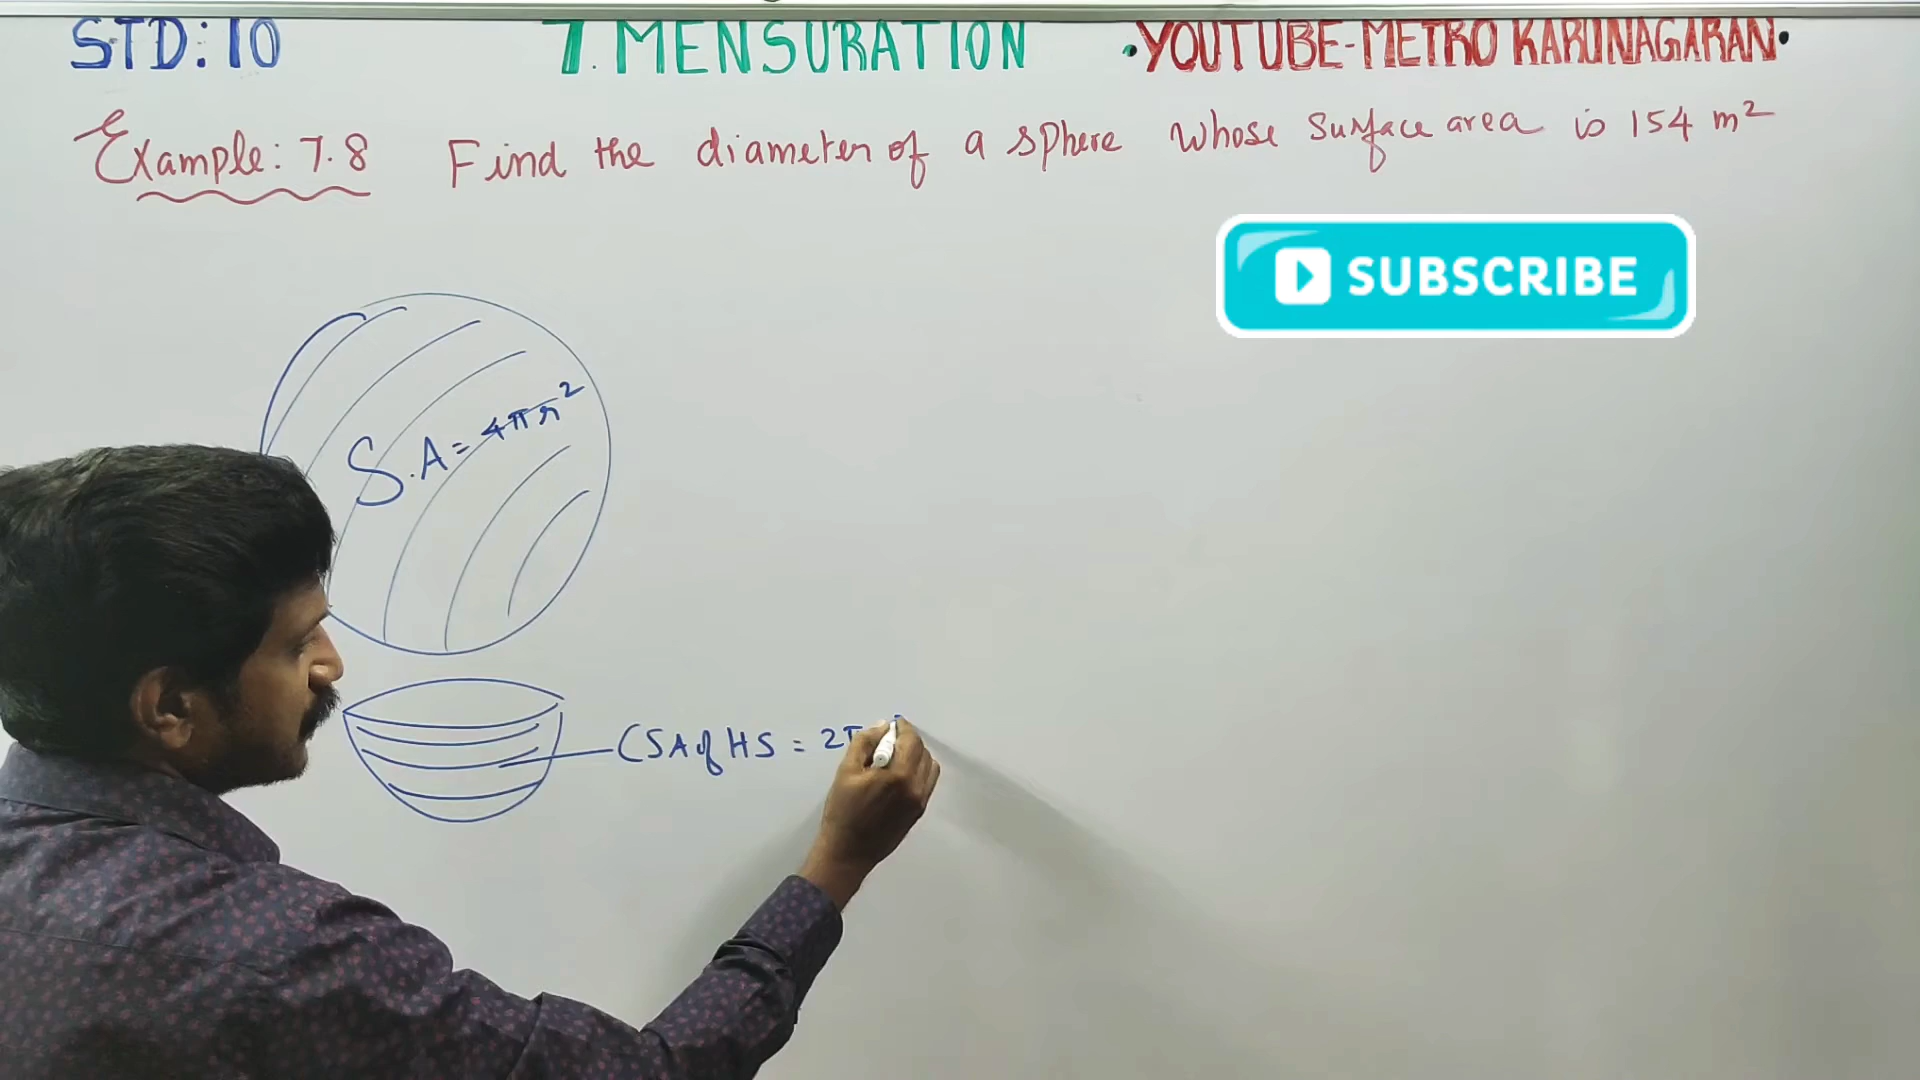 STD: 10 7. MENSURATION • YOUTUBE-METRO KARUNAGARAN •
Example: 7.8 Find the diameter of a sphere whose surface area is 154 m²
SUBSCRIBE
S.A = 4πr²
CSA of HS = 2π